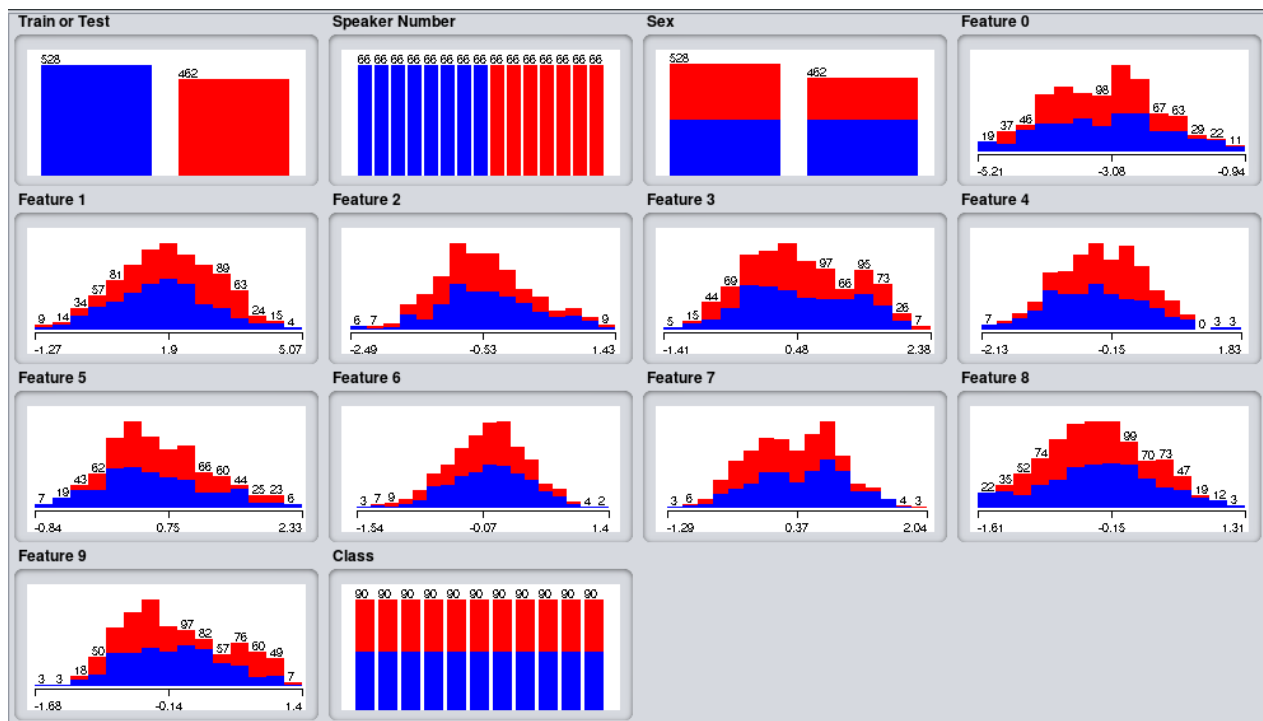 Train or Test
528
462
Speaker Number
66 66 66 66 66 66 66 66 66 66 66 66 66 66 66
Sex
528
462
Feature 0
19 37 46 98 67 63 29 22 11
-5.21 -3.08 -0.94
Feature 1
9 14 34 57 81 89 63 24 15 4
-1.27 1.9 5.07
Feature 2
6 7 9
-2.49 -0.53 1.43
Feature 3
5 15 44 69 97 66 95 73 26 7
-1.41 0.48 2.38
Feature 4
7 0 3 3
-2.13 -0.15 1.83
Feature 5
7 19 43 62 66 60 44 25 23 6
-0.84 0.75 2.33
Feature 6
3 7 9 4 2
-1.54 -0.07 1.4
Feature 7
3 6 4 3
-1.29 0.37 2.04
Feature 8
22 35 52 74 99 70 73 47 19 12 3
-1.61 -0.15 1.31
Feature 9
3 3 18 50 97 82 57 76 60 49 7
-1.68 -0.14 1.4
Class
90 90 90 90 90 90 90 90 90 90 90